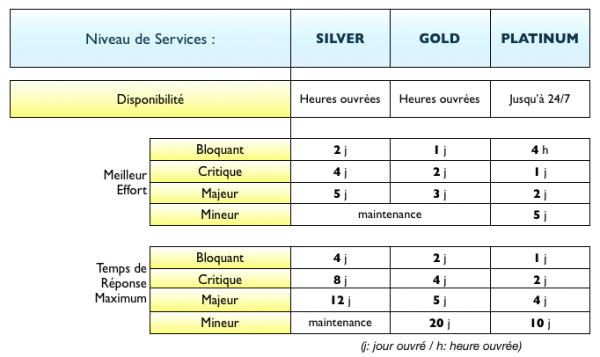 Niveau de Services : SILVER GOLD PLATINUM
Disponibilité Heures ouvrées Heures ouvrées Jusqu'à 24/7
Meilleur Effort
Bloquant 2 j 1 j 4 h
Critique 4 j 2 j 1 j
Majeur 5 j 3 j 2 j
Mineur maintenance 5 j
Temps de Réponse Maximum
Bloquant 4 j 2 j 1 j
Critique 8 j 4 j 2 j
Majeur 12 j 5 j 4 j
Mineur maintenance 20 j 10 j
(j: jour ouvré / h: heure ouvrée)